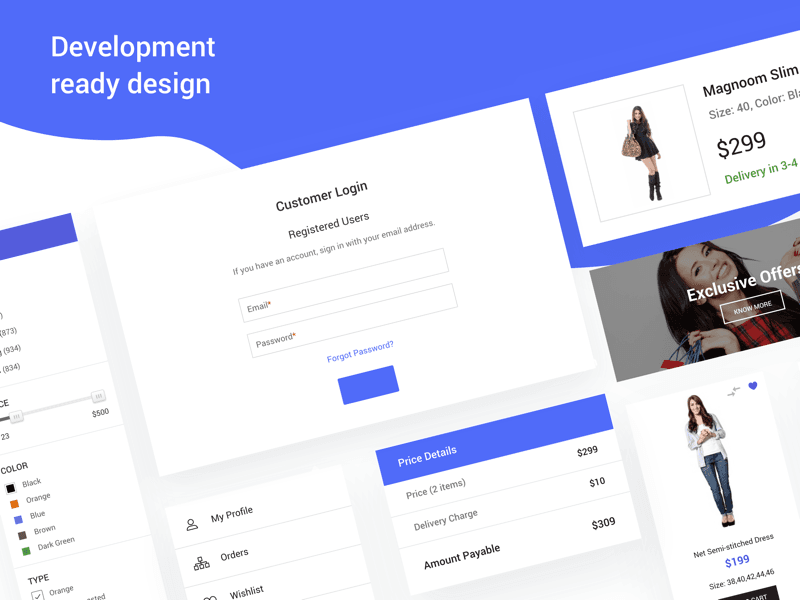 Development
ready design
Magnoom Slim
Size: 40, Color:
$299
Delivery in 3-4
Customer Login
Registered Users
If you have an account, sign in with your email address.
Email*
Password*
Forgot Password?
Exclusive Offers
KNOW MORE
(873)
(934)
(834)
$500
23
COLOR
Black
Orange
Blue
Brown
Dark Green
TYPE
Orange
My Profile
Orders
Wishlist
Price Details
Price (2 items)
$299
Delivery Charge
$10
Amount Payable
$309
Net Semi-stitched Dress
$199
Size: 38,40,42,44,46
CART